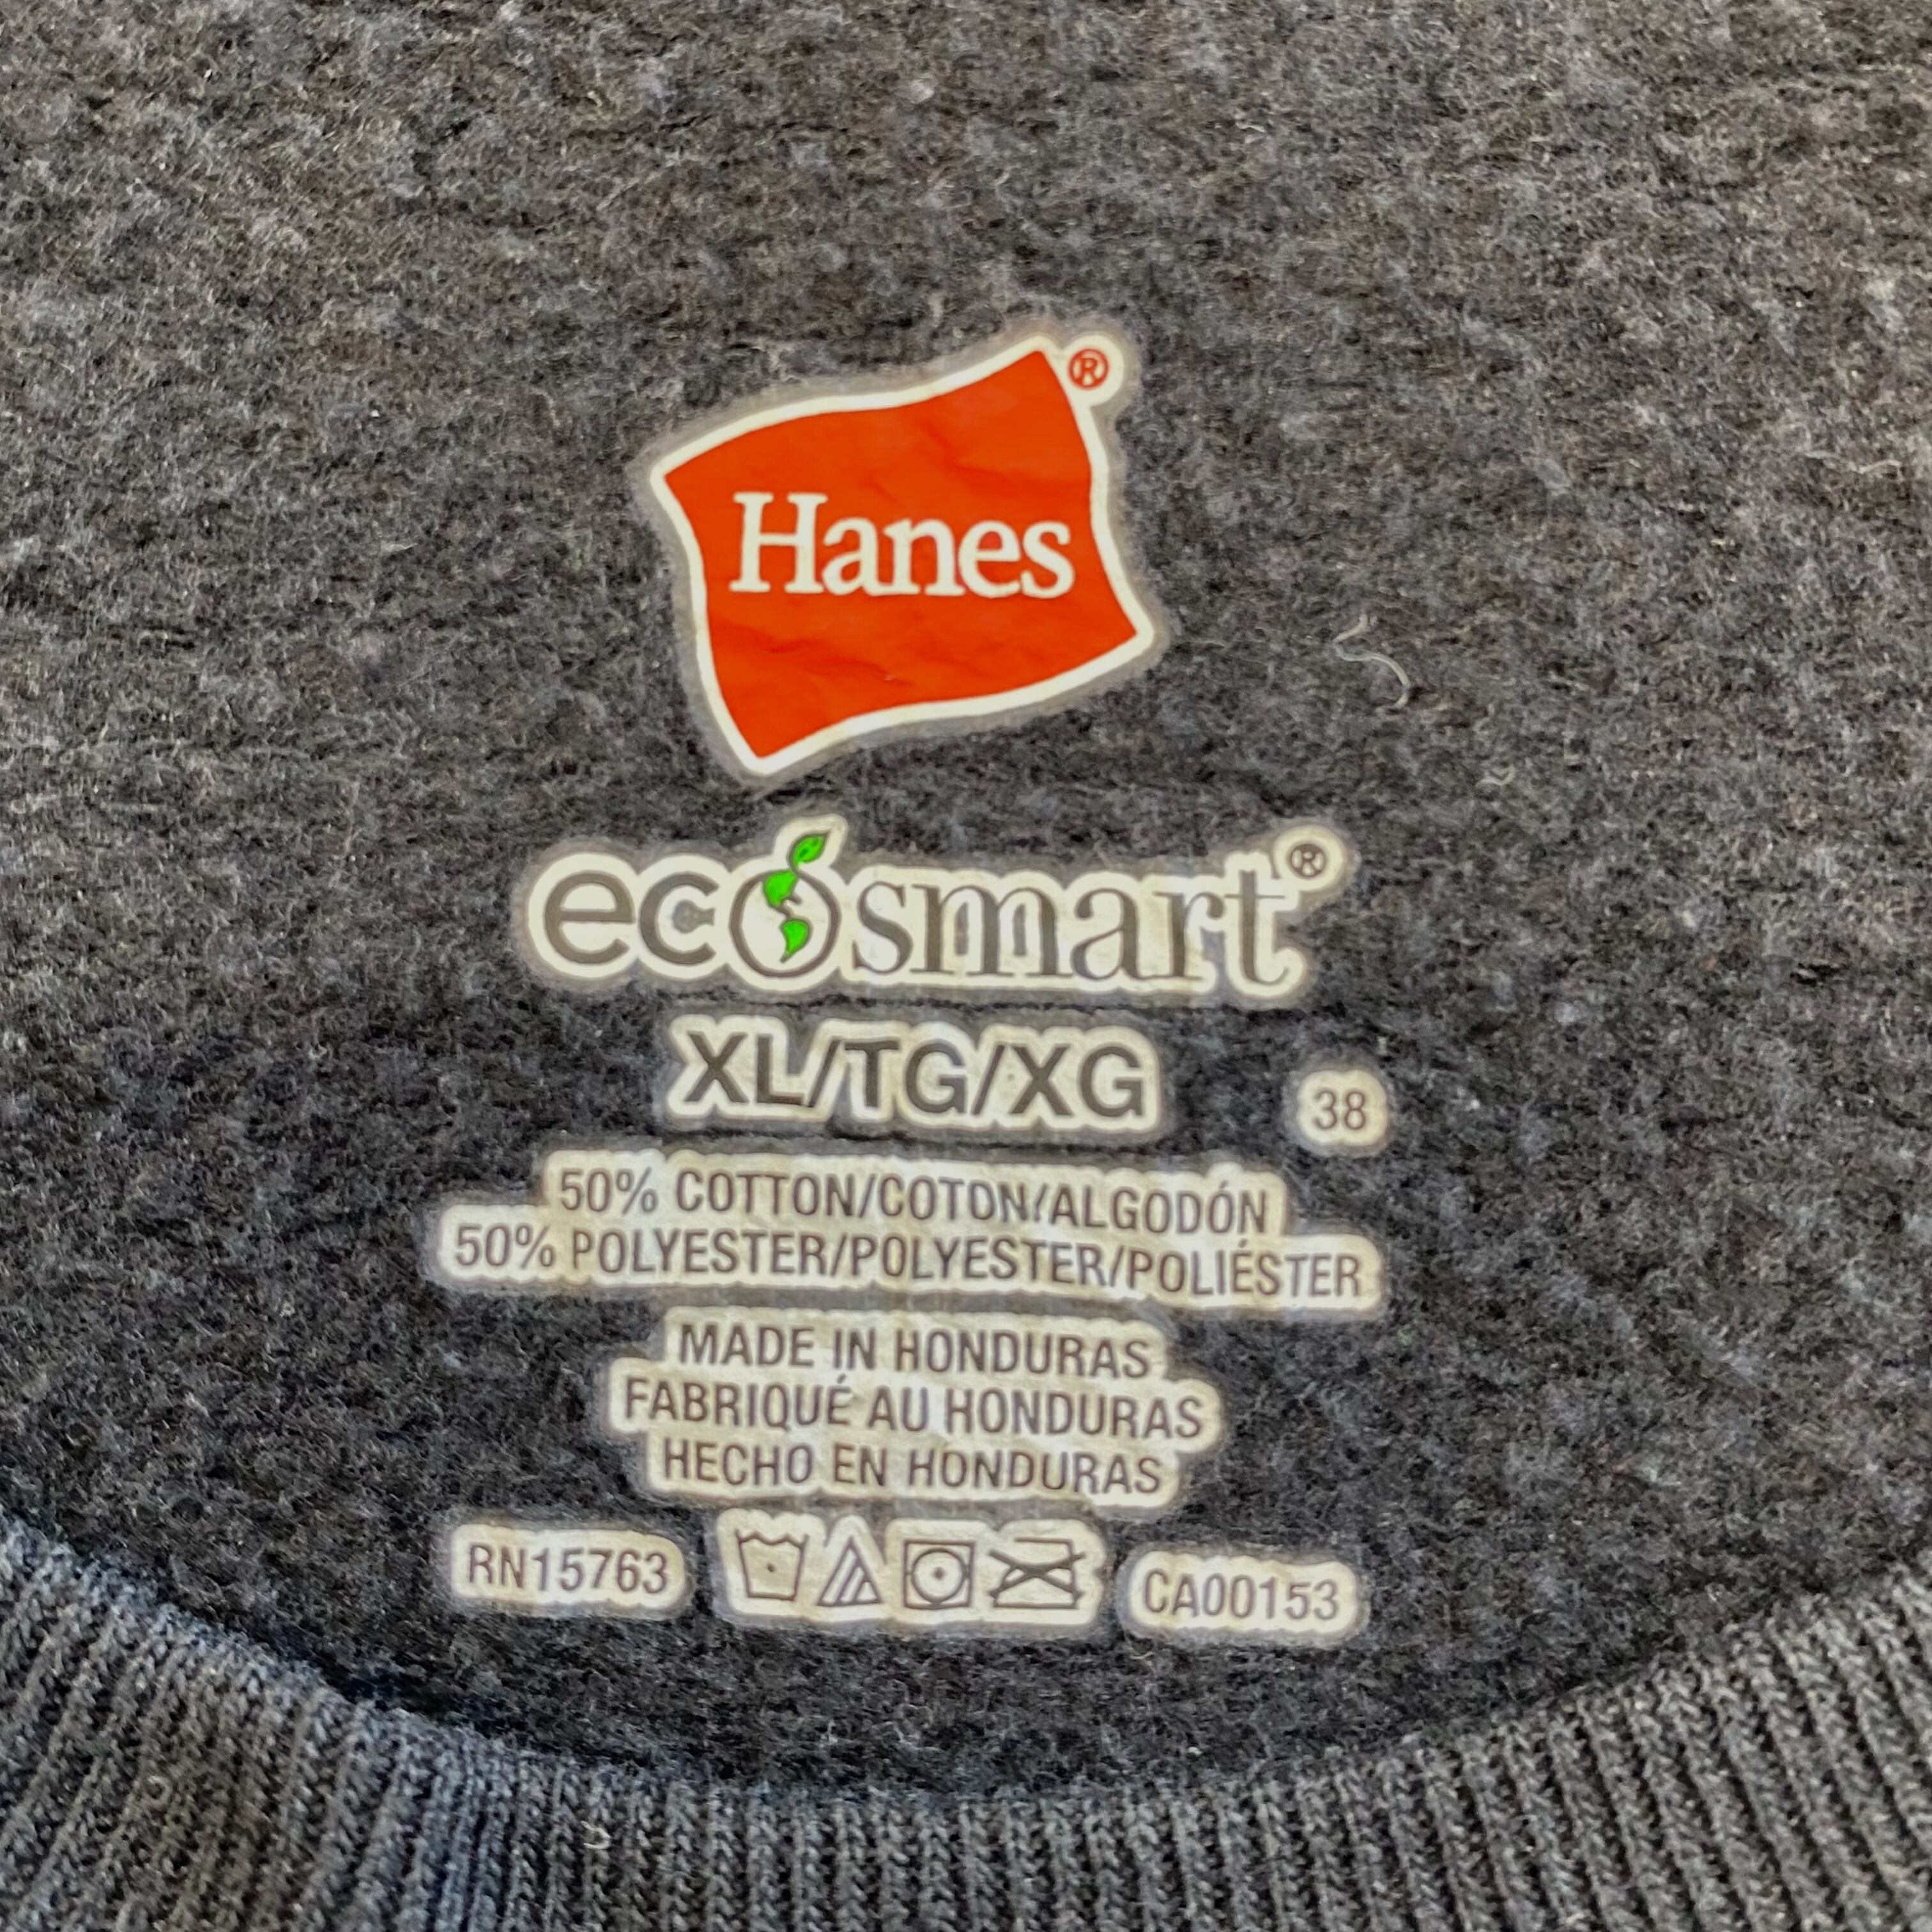 Hanes®
ecosmart®
XL/TG/XG 38
50% COTTON/COTON/ALGODÓN
50% POLYESTER/POLYESTER/POLIÉSTER
MADE IN HONDURAS
FABRIQUÉ AU HONDURAS
HECHO EN HONDURAS
RN15763 CA00153